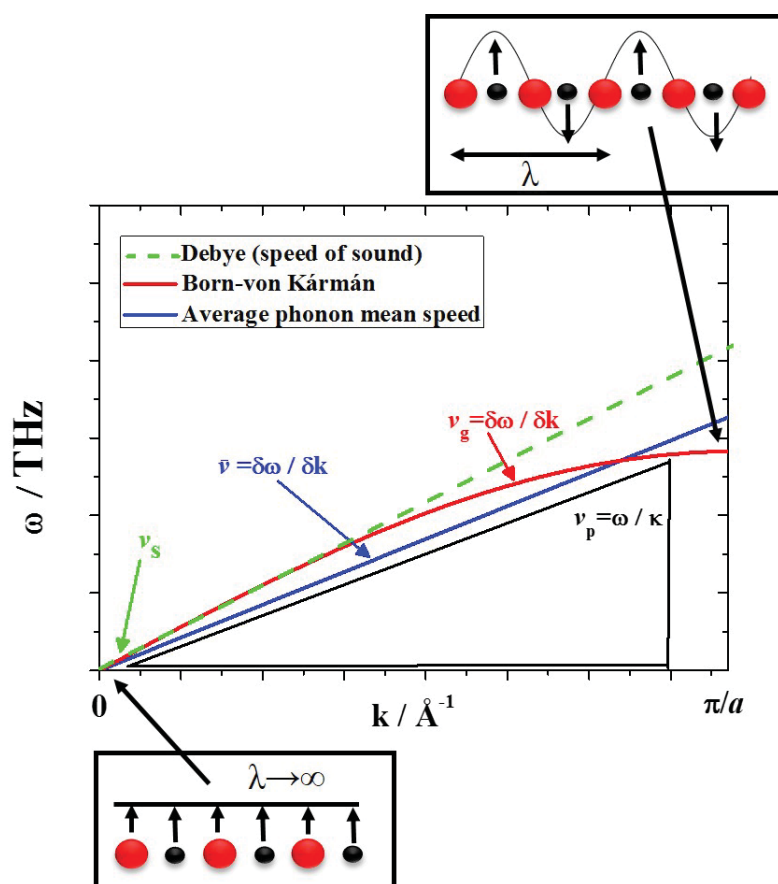 λ
Debye (speed of sound)
Born-von Kármán
Average phonon mean speed
v_g=δω / δk
v̄ =δω / δk
v_p=ω / κ
v_s
ω / THz
0
k / Å⁻¹
π/a
λ→∞